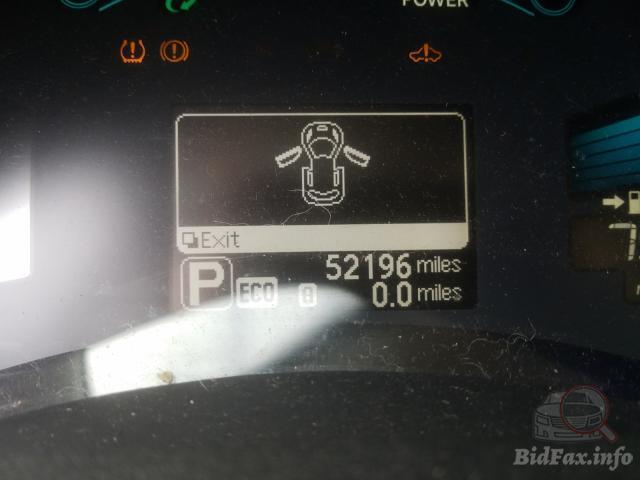 POWER
Exit
52196 miles
P ECO 0.0 miles
BidFax.info